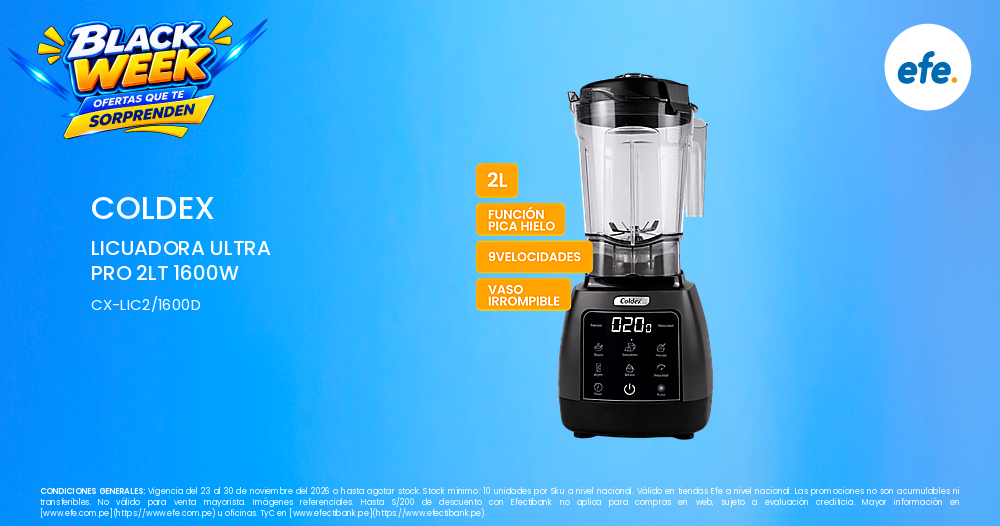 BLACK
WEEK
OFERTAS QUE TE
SORPRENDEN
efe.
COLDEX
LICUADORA ULTRA
PRO 2LT 1600W
CX-LIC2/1600D
2L
FUNCIÓN
PICA HIELO
9VELOCIDADES
VASO
IRROMPIBLE
Coldex
Tiempo
020
Velocidad
CONDICIONES GENERALES: Vigencia del 23 al 30 de noviembre del 2026 o hasta agotar stock. Stock mínimo: 10 unidades por Sku a nivel nacional. Válido en tiendas Efe a nivel nacional. Las promociones no son acumulables ni
transferibles. No válido para venta mayorista. Imágenes referenciales. Hasta S/200 de descuento con Efectibank no aplica para compras en web, sujeto a evaluación crediticia. Mayor información en
[www.efe.com.pe](https://www.efe.com.pe) u oficinas. TyC en [www.efectibank.pe](https://www.efectibank.pe).